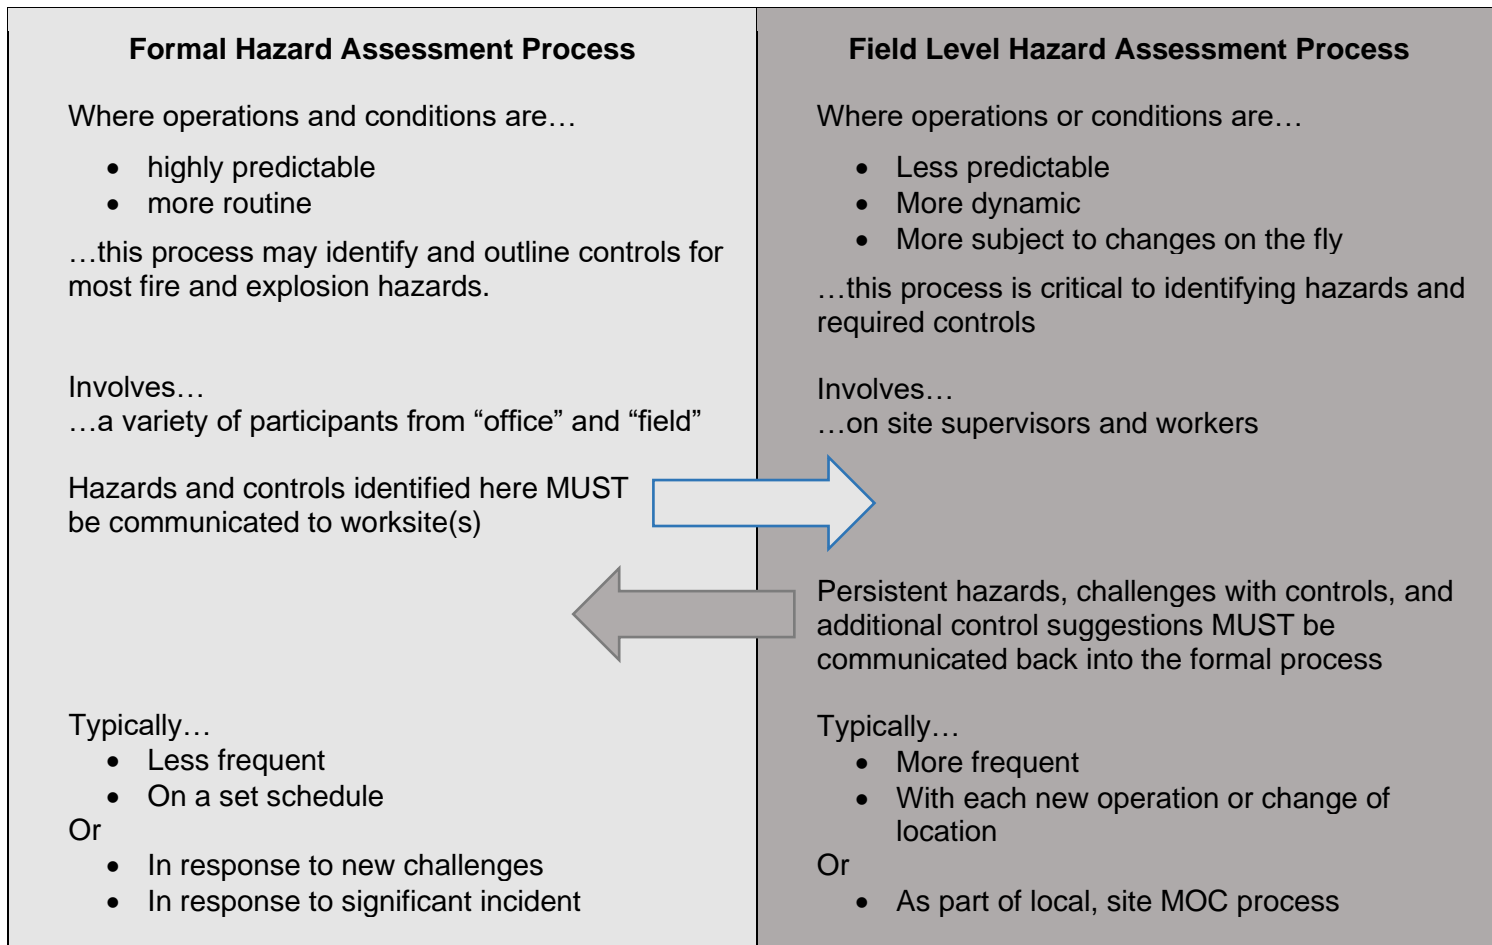 Formal Hazard Assessment Process
Where operations and conditions are…
• highly predictable
• more routine
…this process may identify and outline controls for
most fire and explosion hazards.
Involves…
…a variety of participants from “office” and “field”
Hazards and controls identified here MUST
be communicated to worksite(s)
Typically…
• Less frequent
• On a set schedule
Or
• In response to new challenges
• In response to significant incident
Field Level Hazard Assessment Process
Where operations or conditions are…
• Less predictable
• More dynamic
• More subject to changes on the fly
…this process is critical to identifying hazards and
required controls
Involves…
…on site supervisors and workers
Persistent hazards, challenges with controls, and
additional control suggestions MUST be
communicated back into the formal process
Typically…
• More frequent
• With each new operation or change of
location
Or
• As part of local, site MOC process